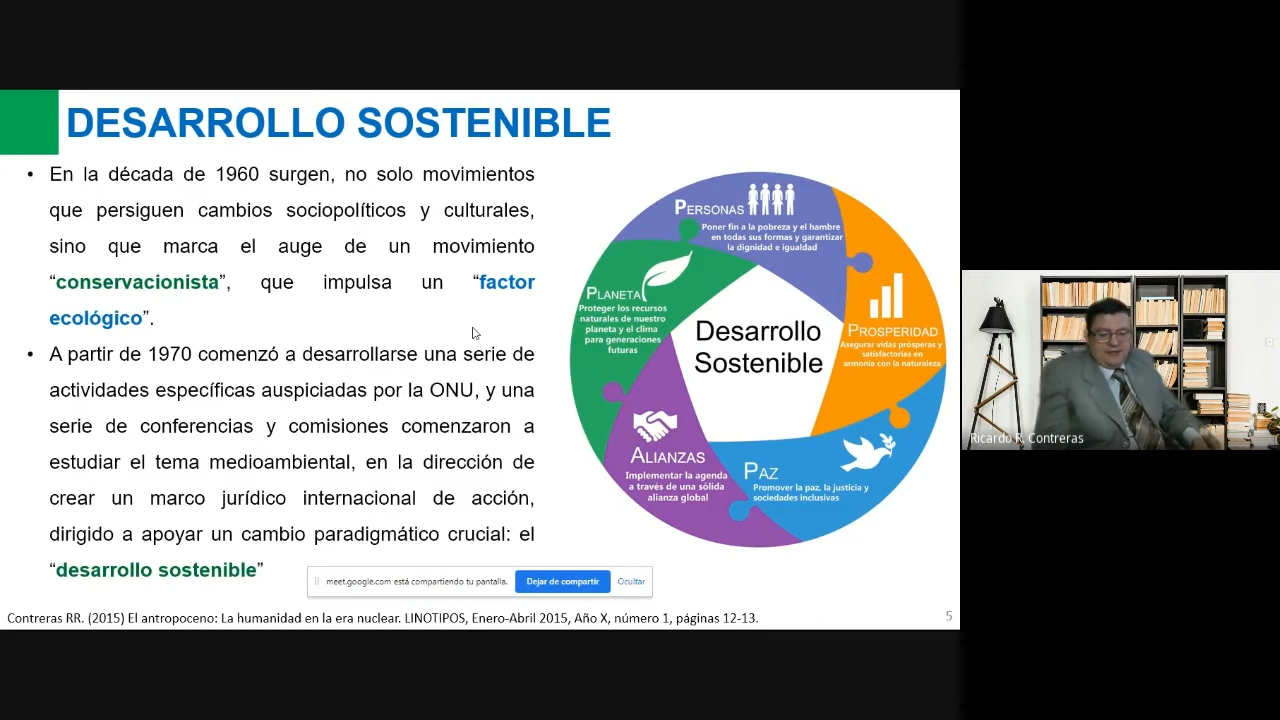 DESARROLLO SOSTENIBLE
• En la década de 1960 surgen, no solo movimientos
que persiguen cambios sociopolíticos y culturales,
sino que marca el auge de un movimiento
“conservacionista”, que impulsa un “factor
ecológico”.
• A partir de 1970 comenzó a desarrollarse una serie de
actividades específicas auspiciadas por la ONU, y una
serie de conferencias y comisiones comenzaron a
estudiar el tema medioambiental, en la dirección de
crear un marco jurídico internacional de acción,
dirigido a apoyar un cambio paradigmático crucial: el
“desarrollo sostenible”
PERSONAS
Poner fin a la pobreza y el hambre
en todas sus formas y garantizar
la dignidad e igualdad
PLANETA
Proteger los recursos
naturales de nuestro
planeta y el clima
para generaciones
futuras
Desarrollo
Sostenible
PROSPERIDAD
Asegurar vidas prósperas y
satisfactorias en
armonía con la naturaleza
ALIANZAS
Implementar la agenda
a través de una sólida
alianza global
PAZ
Promover la paz, la justicia y
sociedades inclusivas
meet.google.com está compartiendo tu pantalla. Dejar de compartir Ocultar
Contreras RR. (2015) El antropoceno: La humanidad en la era nuclear. LINOTIPOS, Enero-Abril 2015, Año X, número 1, páginas 12-13.
5
Ricardo R. Contreras